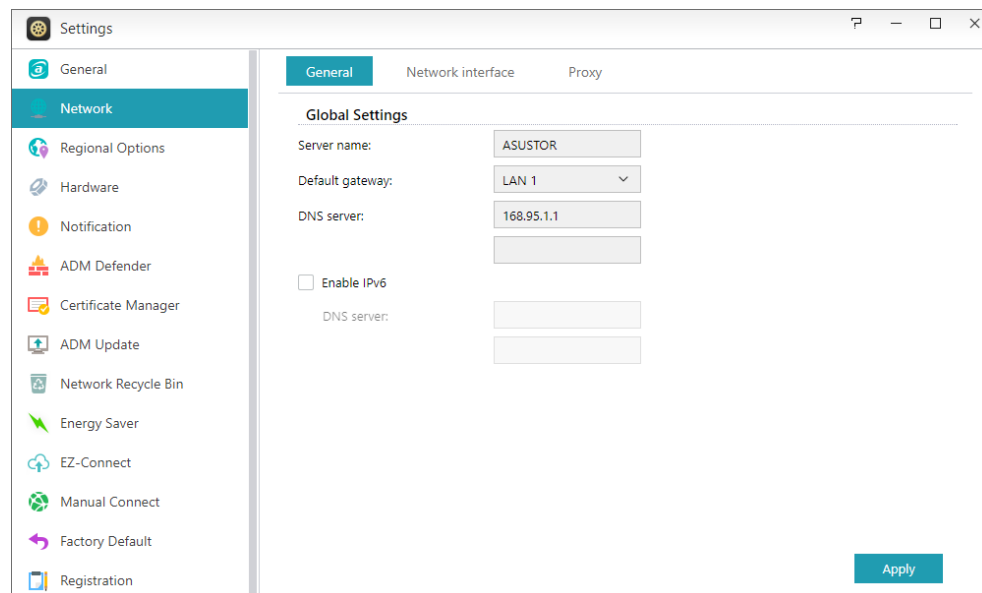 Settings
General
Network
Regional Options
Hardware
Notification
ADM Defender
Certificate Manager
ADM Update
Network Recycle Bin
Energy Saver
EZ-Connect
Manual Connect
Factory Default
Registration
General Network interface Proxy
Global Settings
Server name: ASUSTOR
Default gateway: LAN 1
DNS server: 168.95.1.1
Enable IPv6
DNS server:
Apply